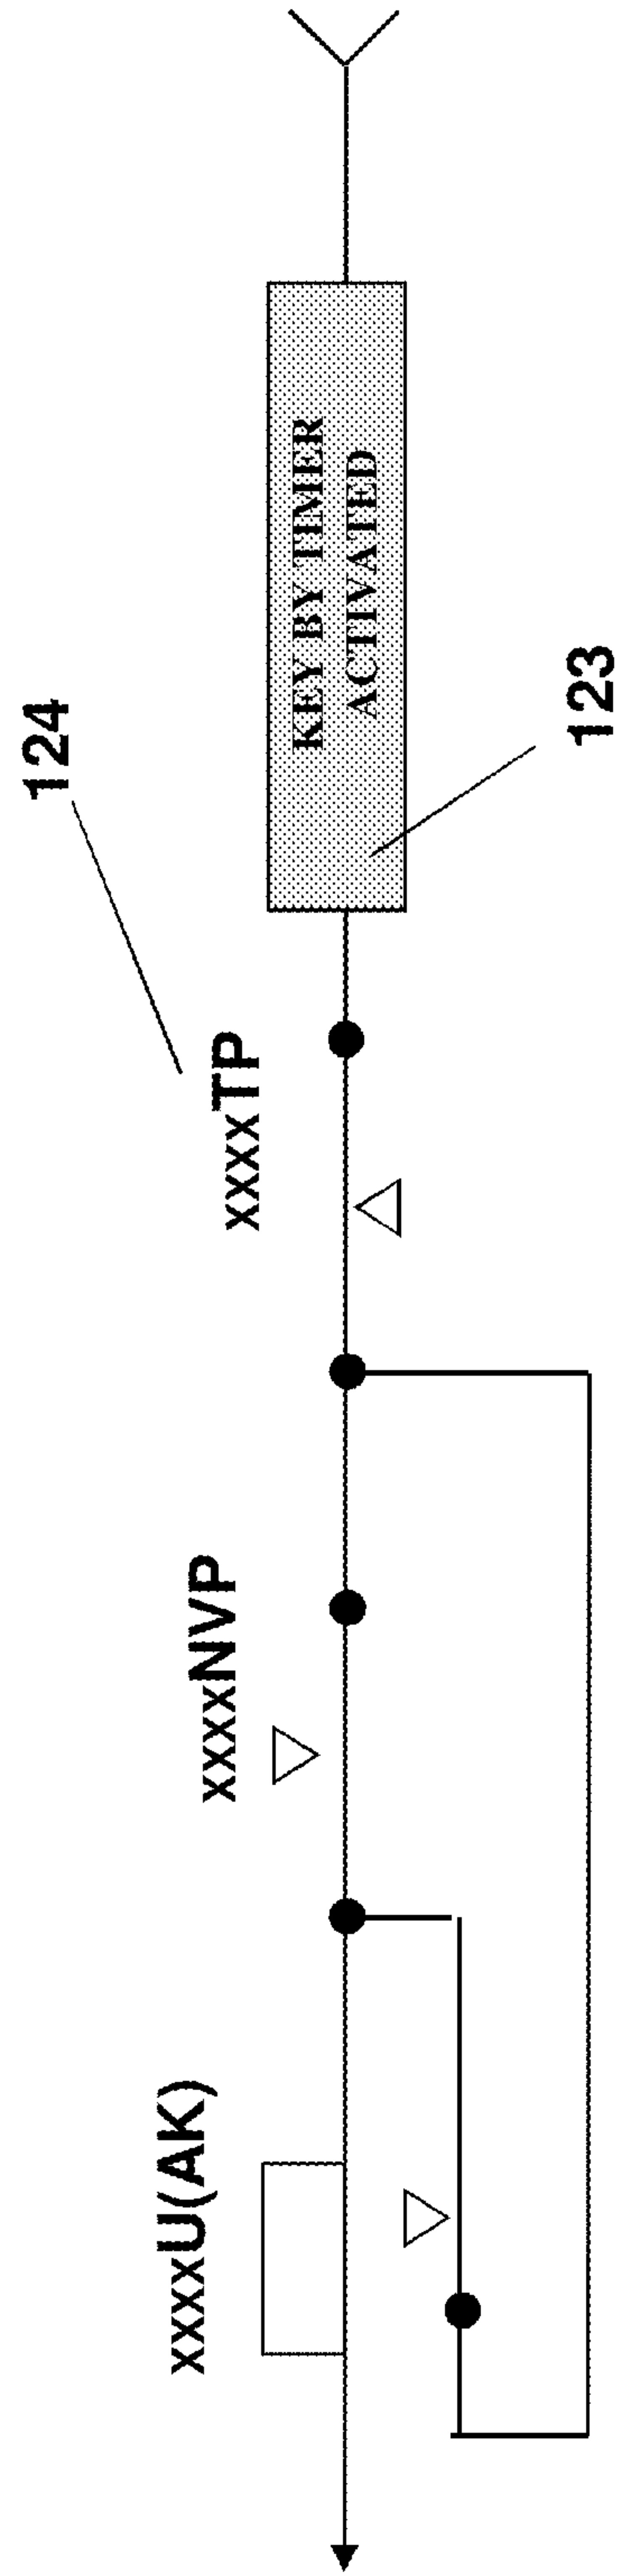 124
xxxxU(AK)
xxxxNVP
xxxxTP
KEY BY TIMER
ACTIVATED
123